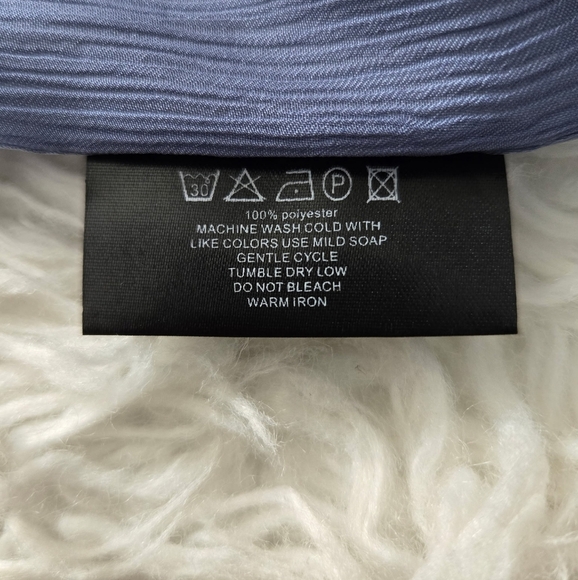 30 P
100% polyester
MACHINE WASH COLD WITH
LIKE COLORS USE MILD SOAP
GENTLE CYCLE
TUMBLE DRY LOW
DO NOT BLEACH
WARM IRON